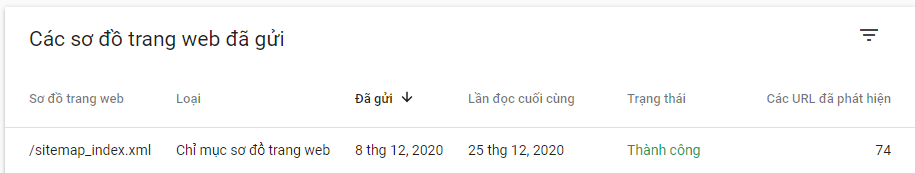 Các sơ đồ trang web đã gửi
Sơ đồ trang web Loại Đã gửi Lần đọc cuối cùng Trạng thái Các URL đã phát hiện
/sitemap_index.xml Chỉ mục sơ đồ trang web 8 thg 12, 2020 25 thg 12, 2020 Thành công 74